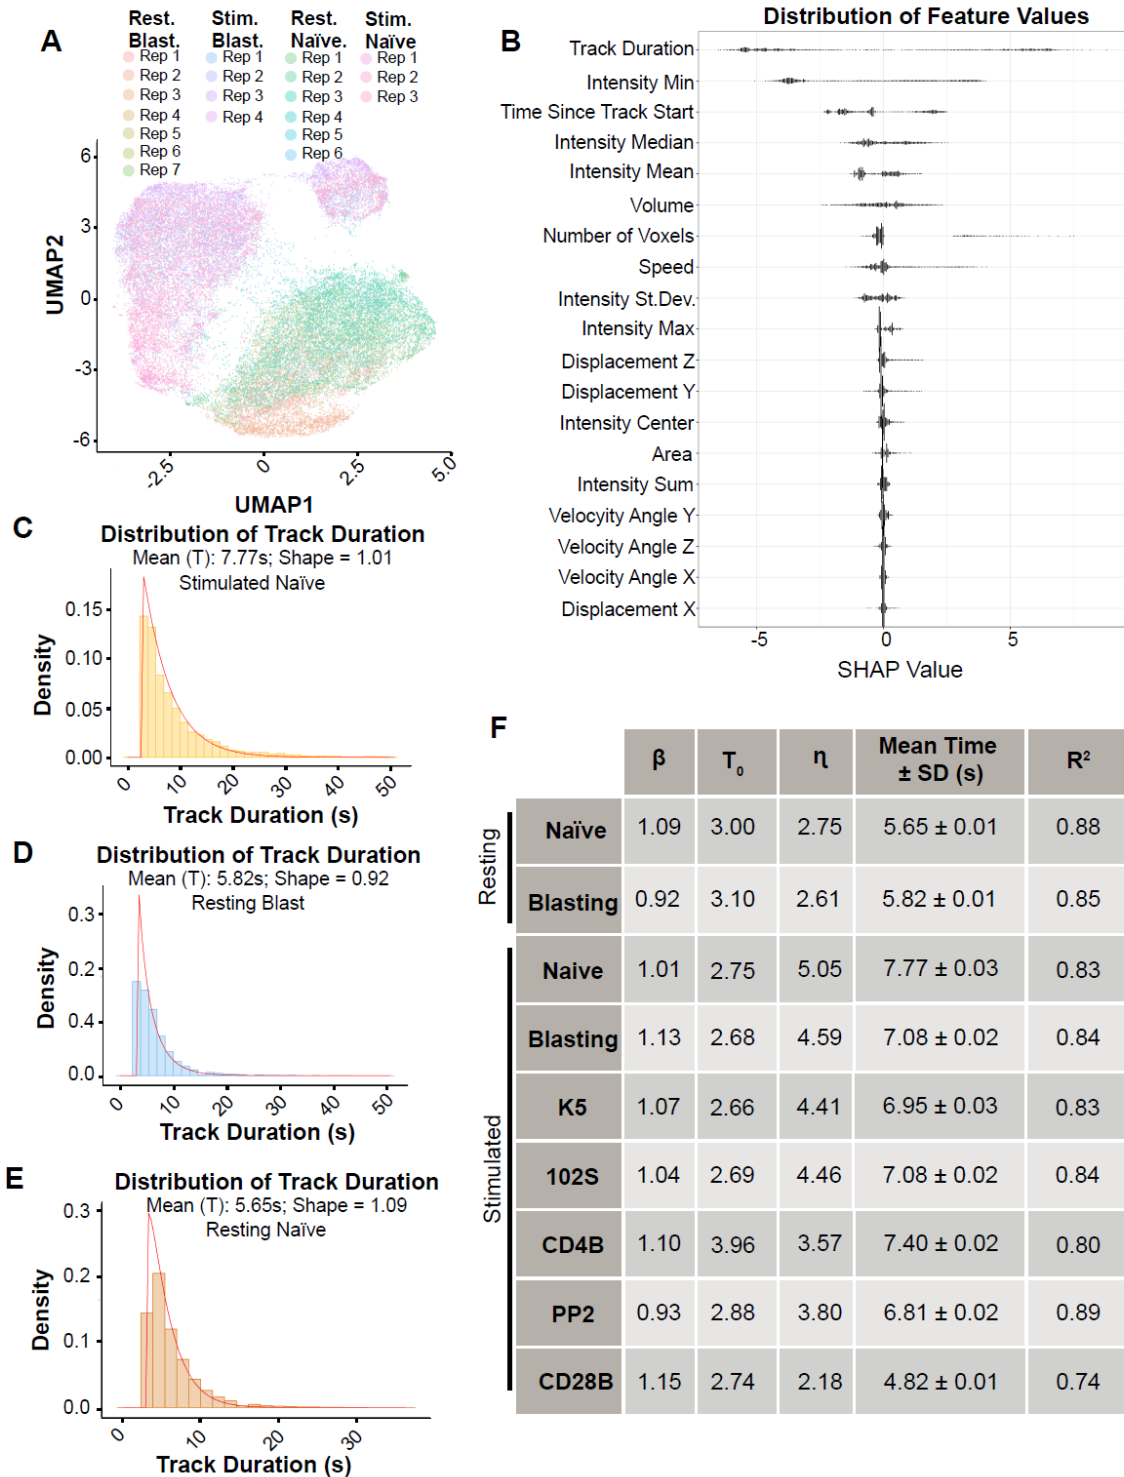 A
Rest. Blast.
Rep 1
Rep 2
Rep 3
Rep 4
Rep 5
Rep 6
Rep 7
Stim. Blast.
Rep 1
Rep 2
Rep 3
Rep 4
Rest. Naïve.
Rep 1
Rep 2
Rep 3
Rep 4
Rep 5
Rep 6
Stim. Naïve
Rep 1
Rep 2
Rep 3
UMAP2
6
3
0
-3
-6
-2.5
0
2.5
5.0
UMAP1
B
Distribution of Feature Values
Track Duration
Intensity Min
Time Since Track Start
Intensity Median
Intensity Mean
Volume
Number of Voxels
Speed
Intensity St.Dev.
Intensity Max
Displacement Z
Displacement Y
Intensity Center
Area
Intensity Sum
Velocyity Angle Y
Velocity Angle Z
Velocity Angle X
Displacement X
-5
0
5
SHAP Value
C
Distribution of Track Duration
Mean (T): 7.77s; Shape = 1.01
Stimulated Naïve
Density
0.15
0.10
0.05
0.00
0
10
20
30
40
50
Track Duration (s)
D
Distribution of Track Duration
Mean (T): 5.82s; Shape = 0.92
Resting Blast
Density
0.3
0.2
0.4
0.0
0
10
20
30
40
50
Track Duration (s)
E
Distribution of Track Duration
Mean (T): 5.65s; Shape = 1.09
Resting Naïve
Density
0.3
0.2
0.1
0.0
0
10
20
30
Track Duration (s)
F
β T₀ η Mean Time ± SD (s) R²
Resting
Naïve 1.09 3.00 2.75 5.65 ± 0.01 0.88
Blasting 0.92 3.10 2.61 5.82 ± 0.01 0.85
Stimulated
Naive 1.01 2.75 5.05 7.77 ± 0.03 0.83
Blasting 1.13 2.68 4.59 7.08 ± 0.02 0.84
K5 1.07 2.66 4.41 6.95 ± 0.03 0.83
102S 1.04 2.69 4.46 7.08 ± 0.02 0.84
CD4B 1.10 3.96 3.57 7.40 ± 0.02 0.80
PP2 0.93 2.88 3.80 6.81 ± 0.02 0.89
CD28B 1.15 2.74 2.18 4.82 ± 0.01 0.74